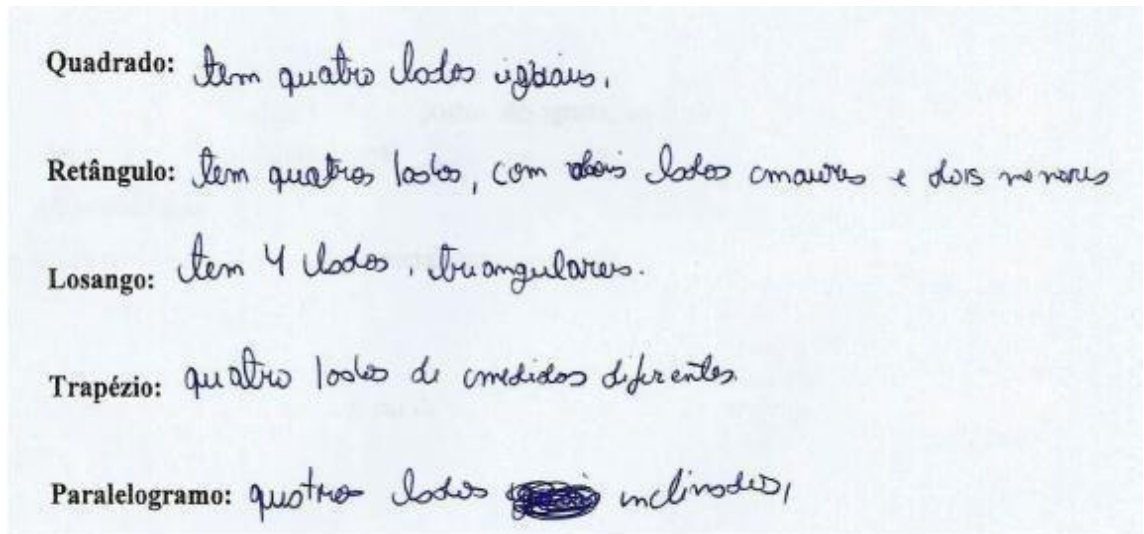 Quadrado: tem quatro lados iguais.
Retângulo: tem quatros lados, com dois lados maiores e dois menores
Losango: tem 4 lados, triangulares.
Trapézio: quatro lados de medidas diferentes
Paralelogramo: quatros lados inclinados,